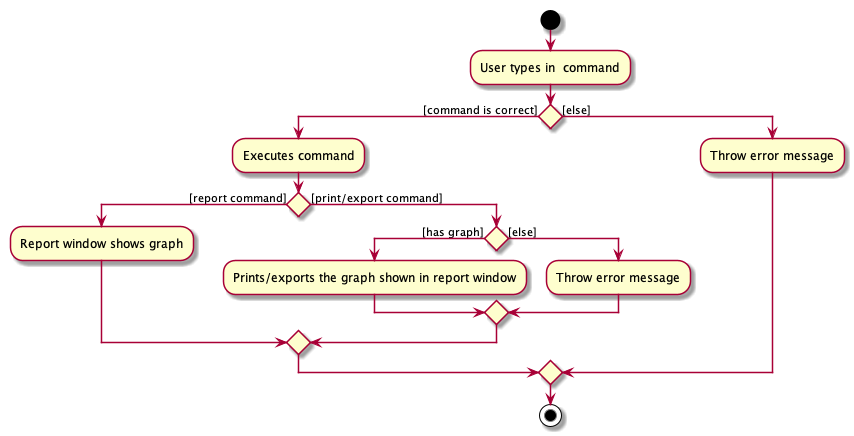 User types in  command
[command is correct]
[else]
Executes command
Throw error message
[report command]
[print/export command]
Report window shows graph
[has graph]
[else]
Prints/exports the graph shown in report window
Throw error message